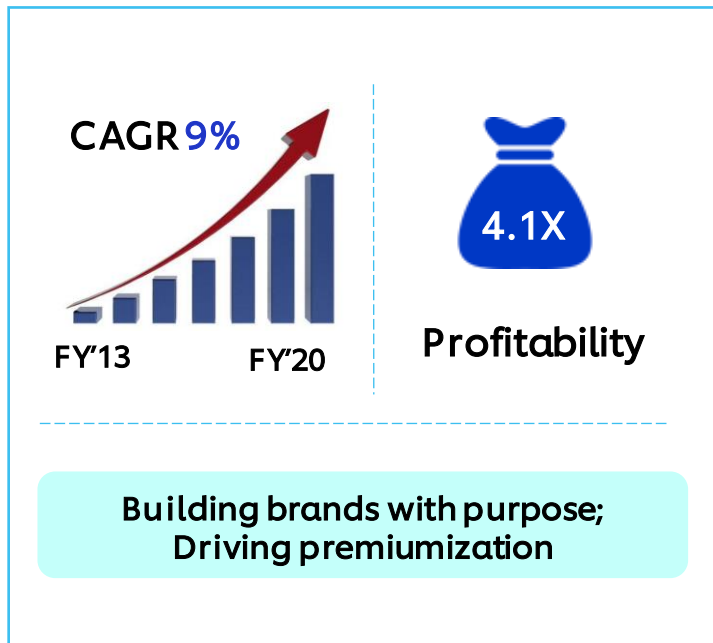 CAGR 9%
FY'13
FY'20
4.1X
Profitability
Building brands with purpose;
Driving premiumization